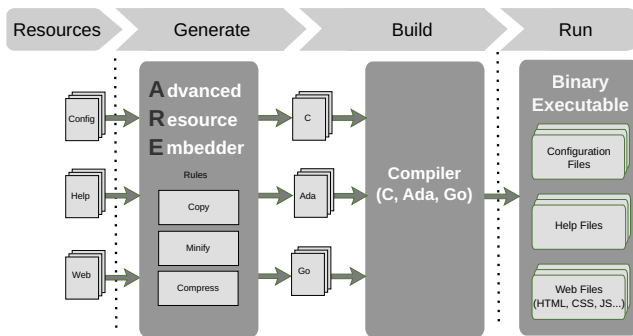 Resources
Generate
Build
Run
Config
Help
Web
Advanced
Resource
Embedder
Rules
Copy
Minify
Compress
C
Ada
Go
Compiler
(C, Ada, Go)
Binary
Executable
Configuration
Files
Help Files
Web Files
(HTML, CSS, JS...)